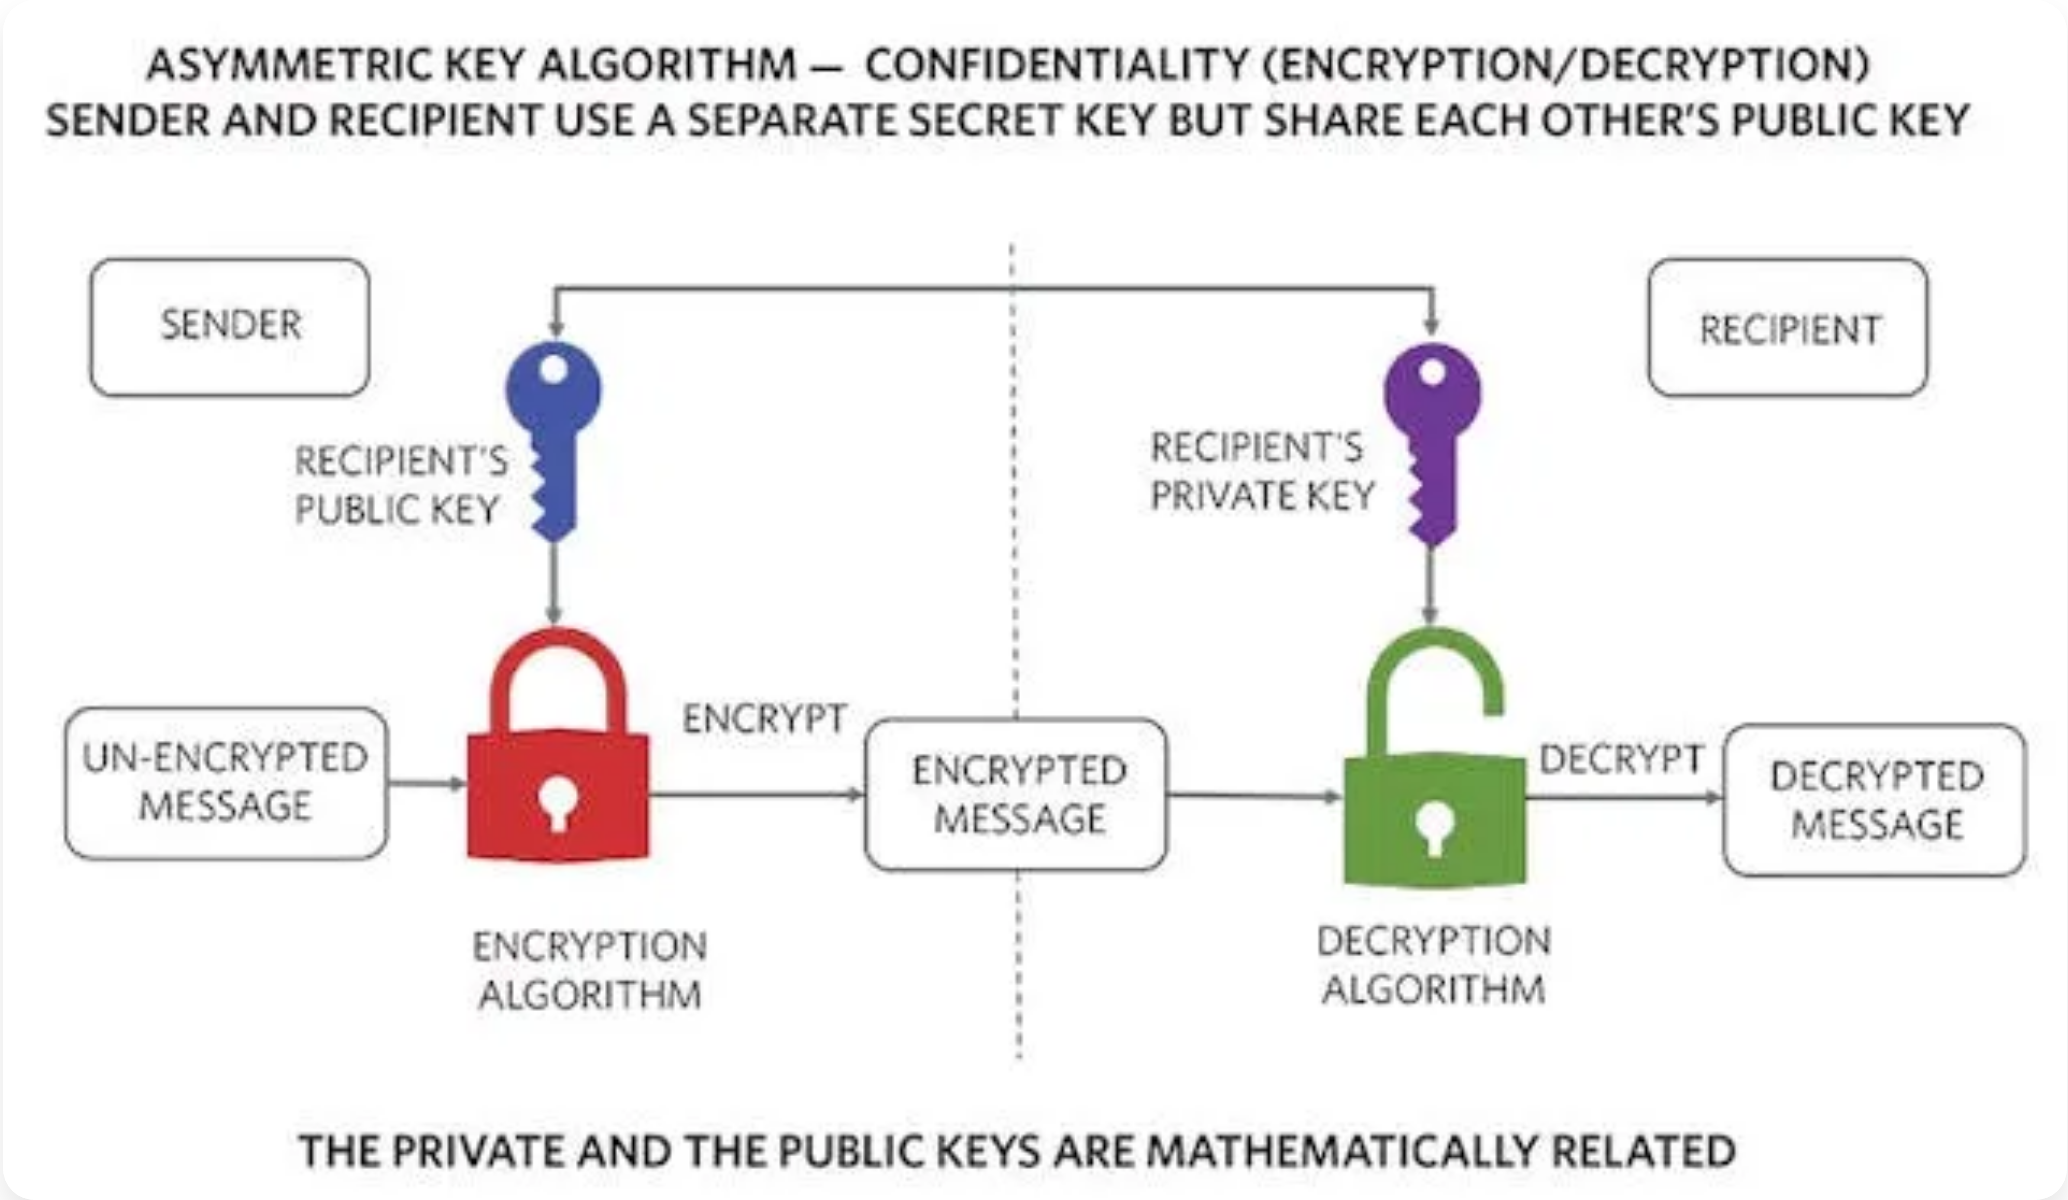 ASYMMETRIC KEY ALGORITHM — CONFIDENTIALITY (ENCRYPTION/DECRYPTION)
SENDER AND RECIPIENT USE A SEPARATE SECRET KEY BUT SHARE EACH OTHER'S PUBLIC KEY
SENDER
RECIPIENT
RECIPIENT'S
PUBLIC KEY
RECIPIENT'S
PRIVATE KEY
UN-ENCRYPTED
MESSAGE
ENCRYPT
ENCRYPTED
MESSAGE
DECRYPT
DECRYPTED
MESSAGE
ENCRYPTION
ALGORITHM
DECRYPTION
ALGORITHM
THE PRIVATE AND THE PUBLIC KEYS ARE MATHEMATICALLY RELATED